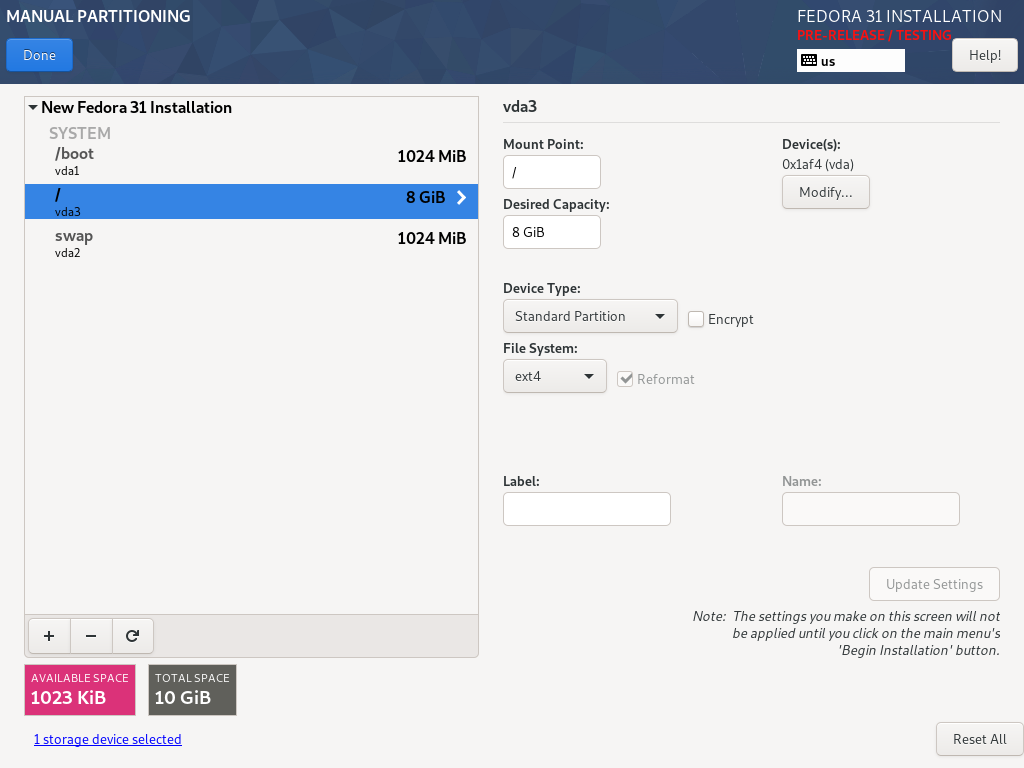 MANUAL PARTITIONING
FEDORA 31 INSTALLATION
PRE-RELEASE / TESTING
Done
us
Help!
New Fedora 31 Installation
SYSTEM
/boot
1024 MiB
vda1
/
8 GiB
vda3
swap
1024 MiB
vda2
+
-
AVAILABLE SPACE
1023 KiB
TOTAL SPACE
10 GiB
1 storage device selected
vda3
Mount Point:
/
Desired Capacity:
8 GiB
Device(s):
0x1af4 (vda)
Modify...
Device Type:
Standard Partition
Encrypt
File System:
ext4
Reformat
Label:
Name:
Update Settings
Note: The settings you make on this screen will not
be applied until you click on the main menu's
'Begin Installation' button.
Reset All